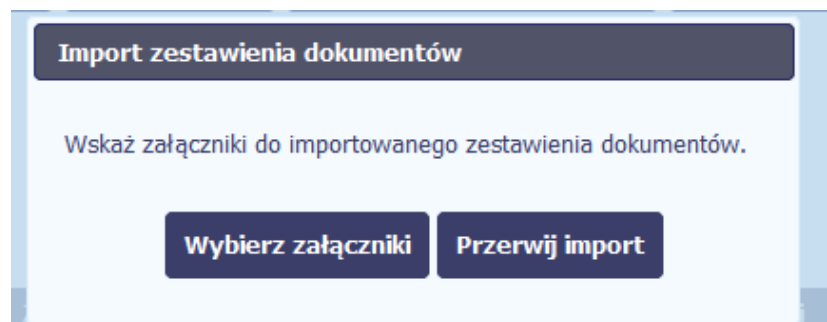 Import zestawienia dokumentów
Wskaż załączniki do importowanego zestawienia dokumentów.
Wybierz załączniki Przerwij import